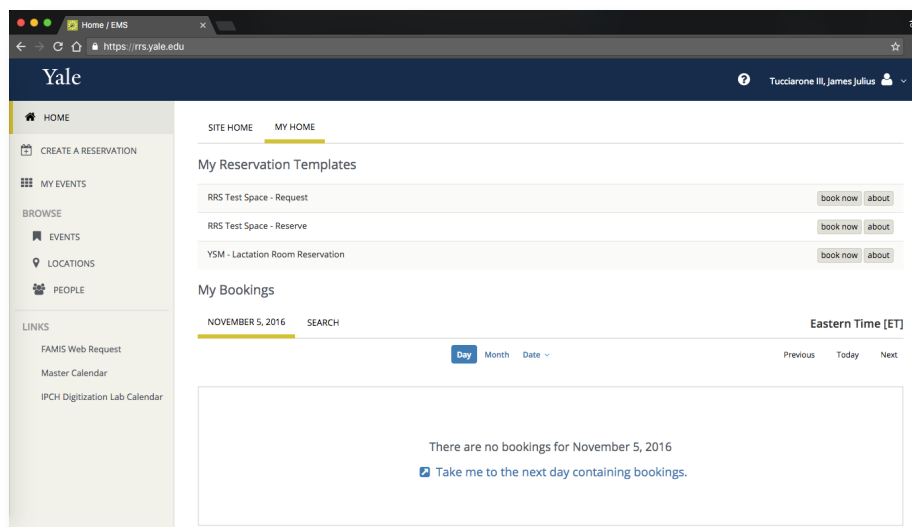 Home / EMS
https://rrs.yale.edu
Yale
Tucciarone III, James Julius
HOME
CREATE A RESERVATION
MY EVENTS
BROWSE
EVENTS
LOCATIONS
PEOPLE
LINKS
FAMIS Web Request
Master Calendar
IPCH Digitization Lab Calendar
SITE HOME MY HOME
My Reservation Templates
RRS Test Space - Request book now about
RRS Test Space - Reserve book now about
YSM - Lactation Room Reservation book now about
My Bookings
NOVEMBER 5, 2016 SEARCH Eastern Time [ET]
Day Month Date Previous Today Next
There are no bookings for November 5, 2016
Take me to the next day containing bookings.